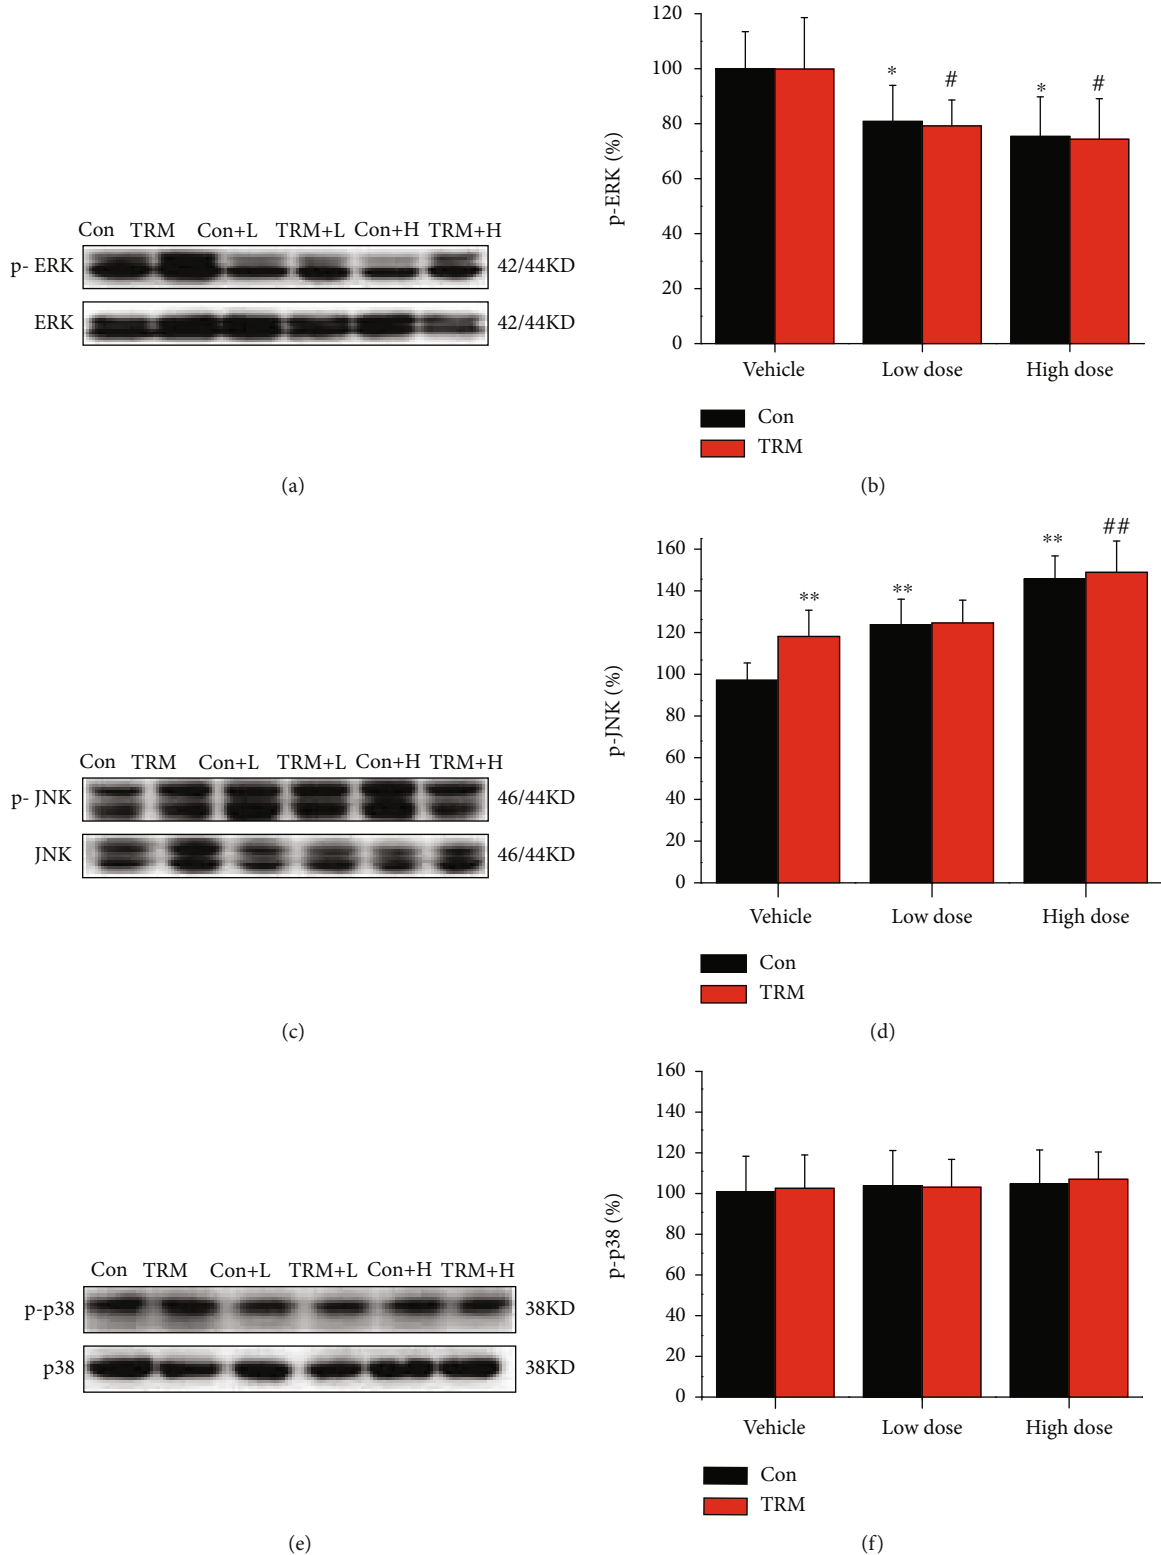 Con TRM Con+L TRM+L Con+H TRM+H
p- ERK 42/44KD
ERK 42/44KD
(a)
120
100
80
60
40
20
0
p-ERK (%)
* # * #
Vehicle Low dose High dose
Con
TRM
(b)
Con TRM Con+L TRM+L Con+H TRM+H
p- JNK 46/44KD
JNK 46/44KD
(c)
160
140
120
100
80
60
40
20
0
p-JNK (%)
** ** ** ##
Vehicle Low dose High dose
Con
TRM
(d)
Con TRM Con+L TRM+L Con+H TRM+H
p-p38 38KD
p38 38KD
(e)
160
140
120
100
80
60
40
20
0
p-p38 (%)
Vehicle Low dose High dose
Con
TRM
(f)